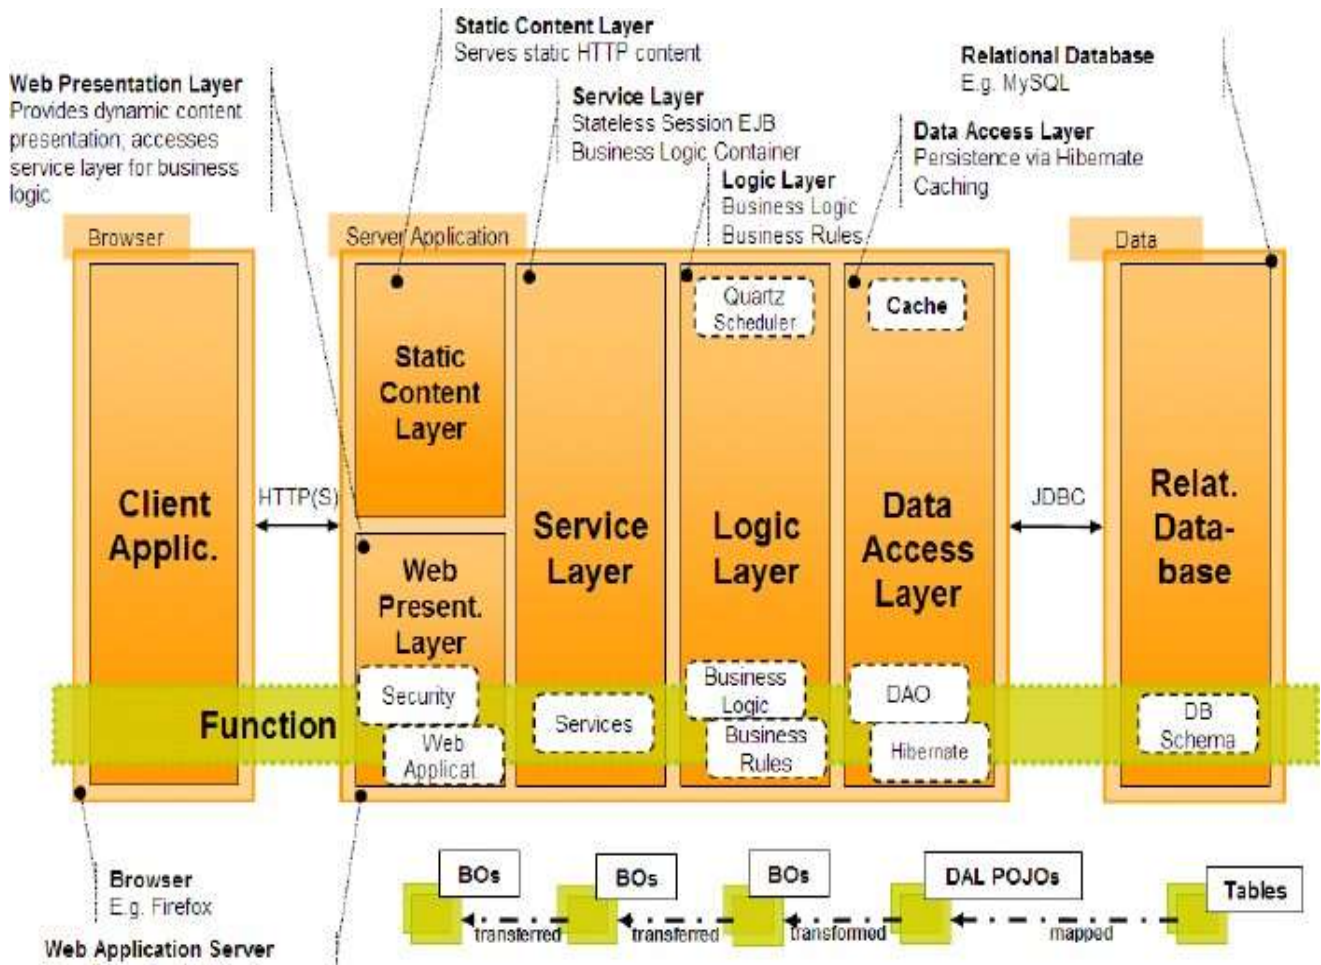 Static Content Layer
Serves static HTTP content
Relational Database
E.g. MySQL
Web Presentation Layer
Provides dynamic content
presentation; accesses
service layer for business
logic
Service Layer
Stateless Session EJB
Business Logic Container
Data Access Layer
Persistence via Hibernate
Caching
Logic Layer
Business Logic
Business Rules
Browser
Server Application
Data
Quartz
Scheduler
Cache
Static
Content
Layer
Client
Applic.
HTTP(S)
Web
Present.
Layer
Service
Layer
Logic
Layer
Data
Access
Layer
JDBC
Relat.
Data-
base
Function
Security
Web
Applicat.
Services
Business
Logic
Business
Rules
DAO
Hibernate
DB
Schema
Browser
E.g. Firefox
Web Application Server
BOs
BOs
BOs
DAL POJOs
Tables
transferred
transferred
transformed
mapped